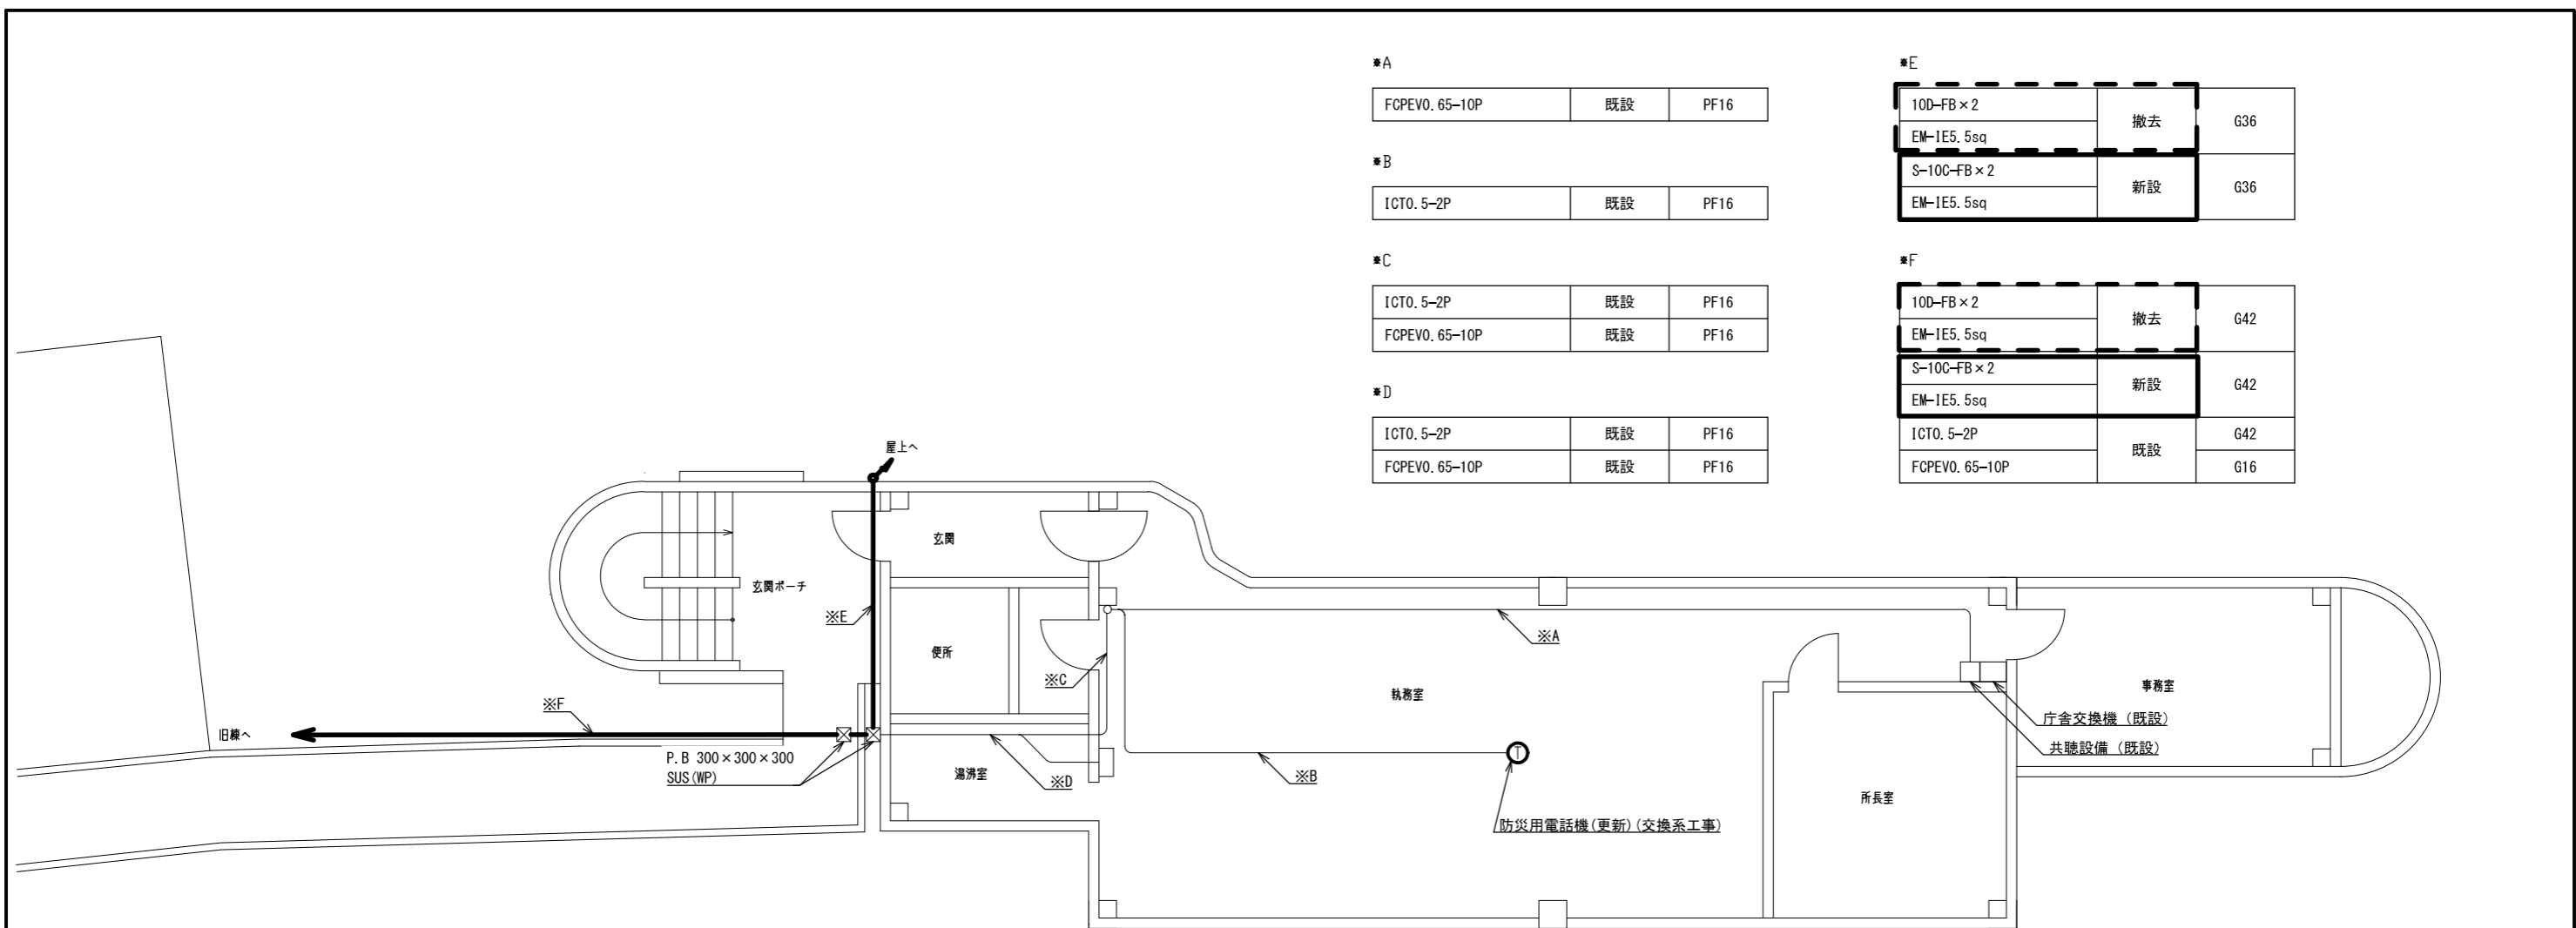 ※A
FCPEV0.65-10P 既設 PF16
※B
ICT0.5-2P 既設 PF16
※C
ICT0.5-2P 既設 PF16
FCPEV0.65-10P 既設 PF16
※D
ICT0.5-2P 既設 PF16
FCPEV0.65-10P 既設 PF16
※E
10D-FB×2
EM-IE5.5sq
撤去 G36
S-10C-FB×2
EM-IE5.5sq
新設 G36
※F
10D-FB×2
EM-IE5.5sq
撤去 G42
S-10C-FB×2
EM-IE5.5sq
新設 G42
ICT0.5-2P
FCPEV0.65-10P
既設
G42
G16
屋上へ
玄関
玄関ポーチ
※E
便所
※C
※A
執務室
事務室
※F
旧棟へ
P.B 300×300×300
SUS(WP)
湯沸室
※D
※B
T
庁舎交換機（既設）
共聴設備（既設）
所長室
防災用電話機(更新)(交換系工事)